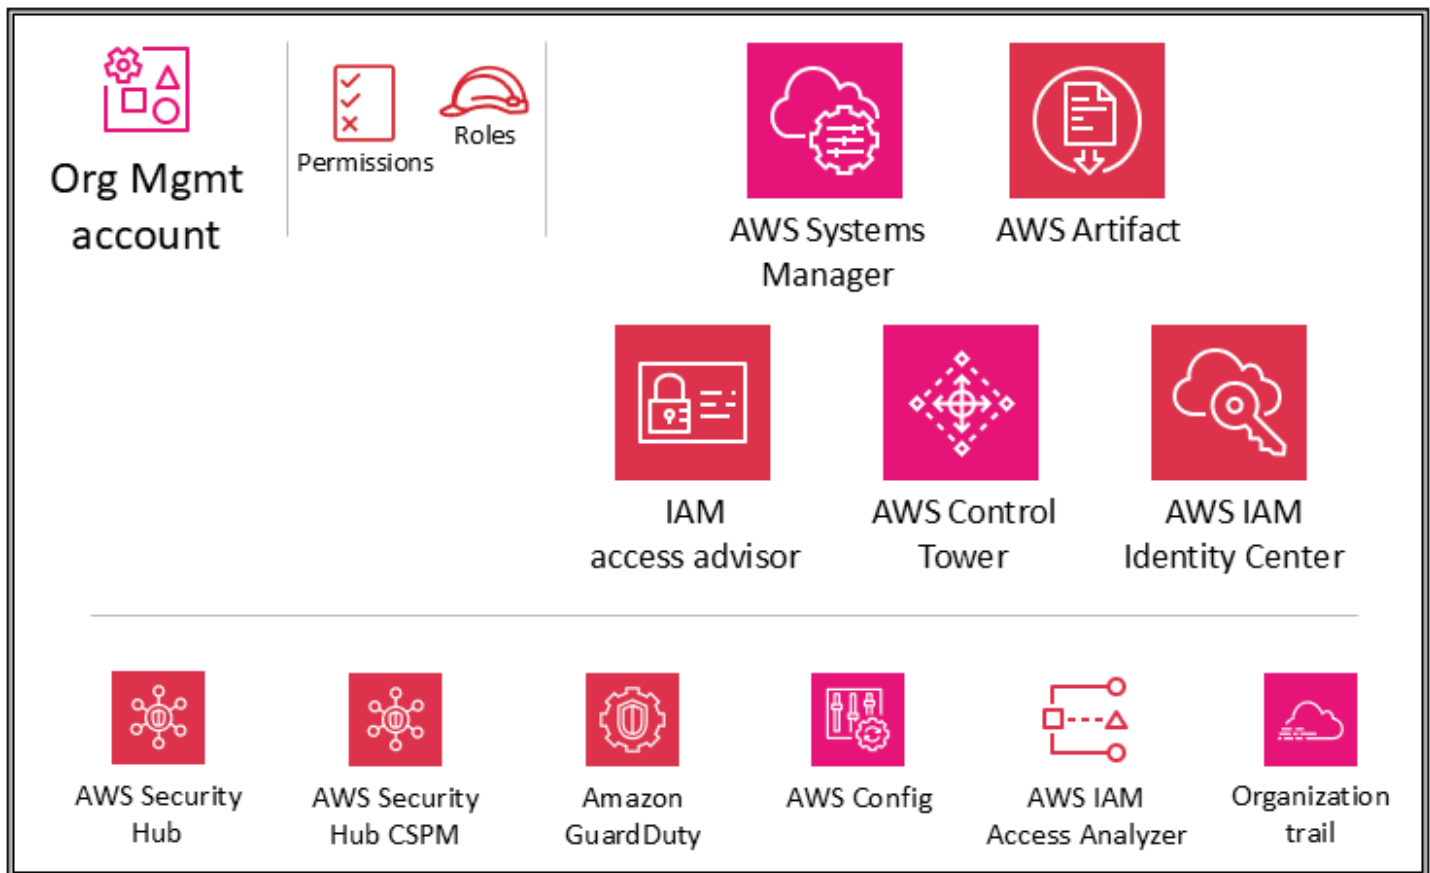 Org Mgmt
account
Permissions
Roles
AWS Systems
Manager
AWS Artifact
IAM
access advisor
AWS Control
Tower
AWS IAM
Identity Center
AWS Security
Hub
AWS Security
Hub CSPM
Amazon
GuardDuty
AWS Config
AWS IAM
Access Analyzer
Organization
trail